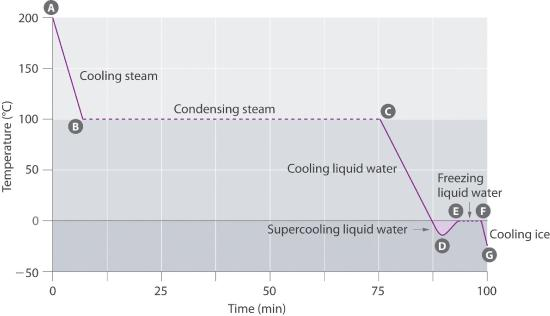 A
200
Cooling steam
150
Condensing steam
C
100
B
Temperature (°C)
Cooling liquid water
50
Freezing
liquid water
E
F
0
Supercooling liquid water
Cooling ice
D
G
−50
0
25
50
75
100
Time (min)